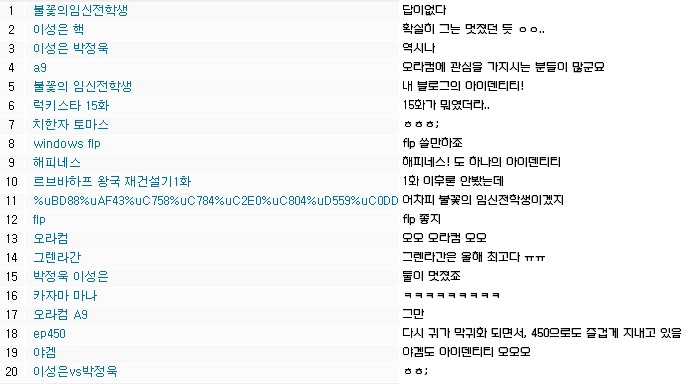 1 불꽃의임신전학생 답이없다
2 이성은 핵 확실히 그는 멋졌던 듯 ㅇㅇ..
3 이성은 박정욱 역시나
4 a9 오라컴에 관심을 가지시는 분들이 많군요
5 불꽃의 임신전학생 내 블로그의 아이덴티티!
6 럭키스타 15화 15화가 뭐였더라..
7 치한자 토마스 ㅎㅎㅎ;
8 windows flp flp 쓸만하죠
9 해피네스 해피네스! 도 하나의 아이덴티티
10 르브바하프 왕국 재건설기1화 1화 이후론 안봤는데
11 %uBD88%uAF43%uC758%uC784%uC2E0%uC804%uD559%uC0DD 어차피 불꽃의 임신전학생이겠지
12 flp flp 좋지
13 오라컴 오모 오라컴 오모
14 그렌라간 그렌라간은 올해 최고다 ㅠㅠ
15 박정욱 이성은 둘이 멋졌죠
16 카자마 마나 ㅋㅋㅋㅋㅋㅋㅋㅋㅋ
17 오라컴 A9 그만
18 ep450 다시 귀가 막귀화 되면서, 450으로도 즐겁게 지내고 있음
19 야겜 야겜도 아이덴티티 오모오
20 이성은vs박정욱 ㅎㅎ;